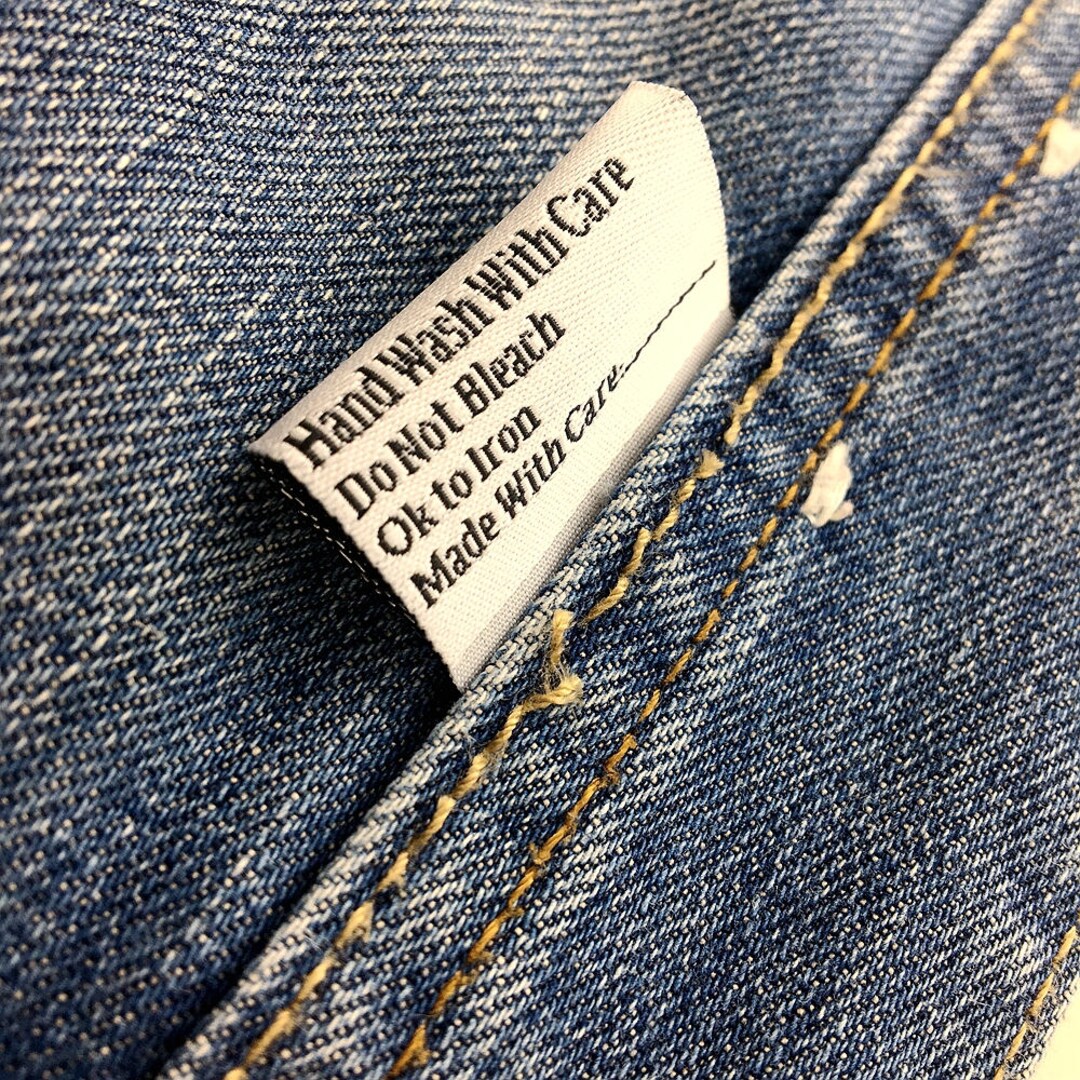 Hand Wash With Care
Do Not Bleach
Ok to Iron
Made With Care: